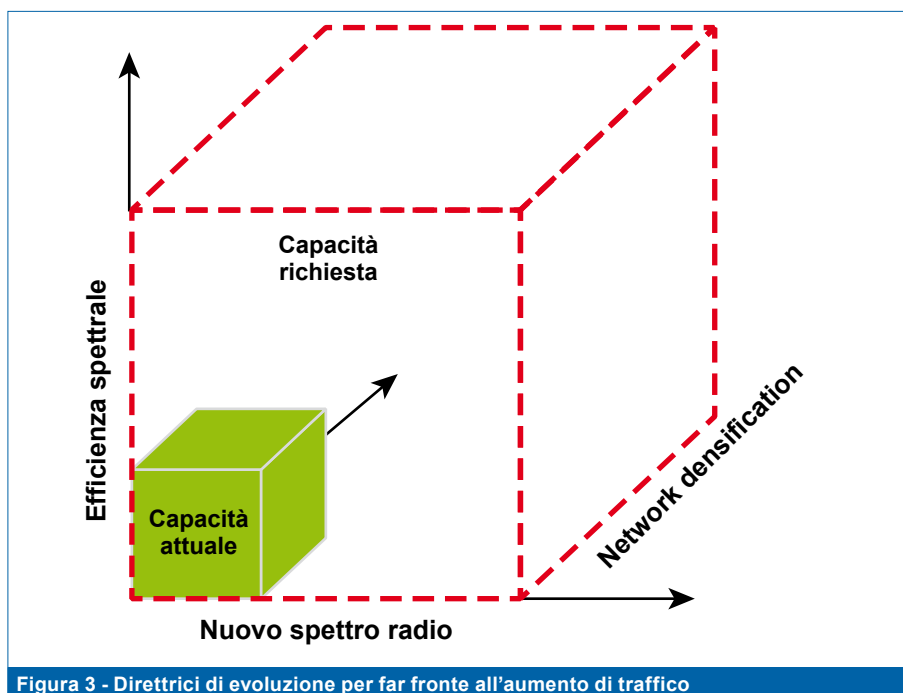 Capacità
richiesta
Efficienza spettrale
Network densification
Capacità
attuale
Nuovo spettro radio
Figura 3 - Direttrici di evoluzione per far fronte all'aumento di traffico